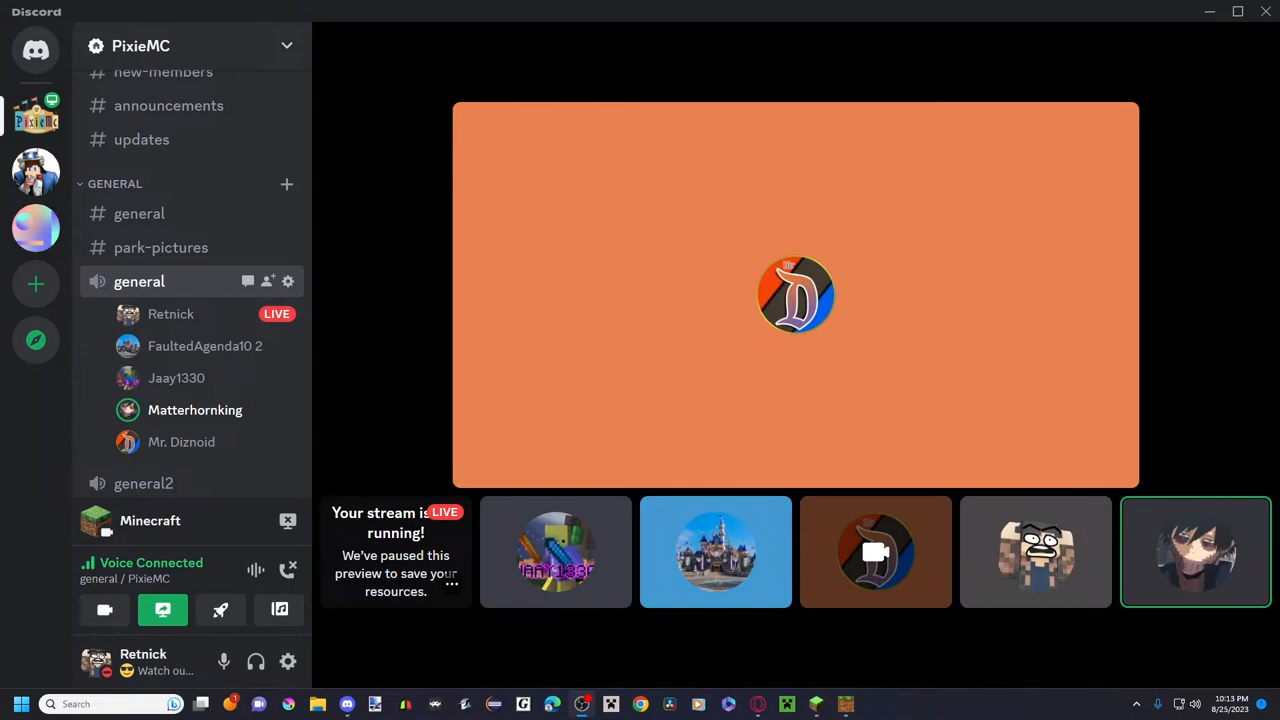 Discord
PixieMC
new-members
announcements
updates
GENERAL
general
park-pictures
general
Retnick
LIVE
FaultedAgenda10 2
Jaay1330
Matterhornking
Mr. Diznoid
general2
Minecraft
Voice Connected
general / PixieMC
Retnick
Watch ou...
Your stream is
LIVE
running!
We've paused this
preview to save your
resources.
Search
10:13 PM
8/25/2023